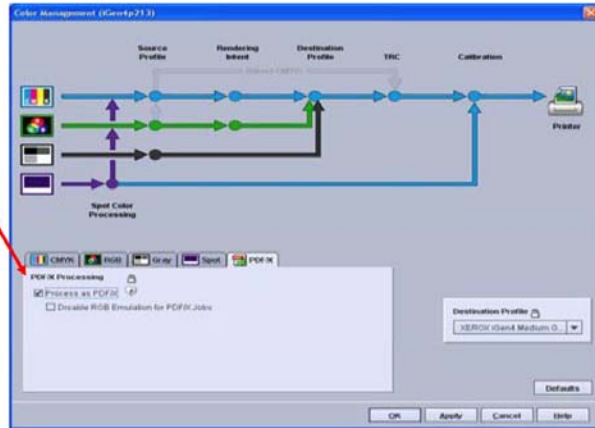 Color Management (iGen4p213)
Source Profile
Rendering Intent
Destination Profile
TRC
Calibration
Direct CMYK
Printer
Spot Color Processing
CMYK
RGB
Gray
Spot
PDF/X
PDF/X Processing
Process as PDF/X
Disable RGB Emulation for PDF/X Jobs
Destination Profile
XEROX iGen4 Medium G..
Defaults
OK
Apply
Cancel
Help